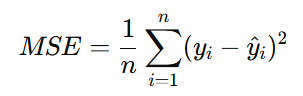 MSE = \frac{1}{n} \sum_{i=1}^{n} (y_i - \hat{y}_i)^2